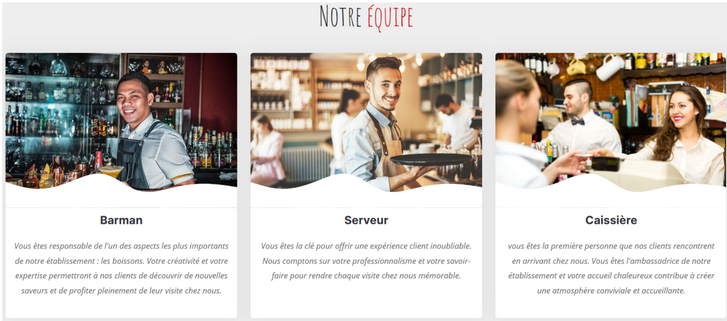 Notre équipe
Barman
Vous êtes responsable de l'un des aspects les plus importants
de notre établissement : les boissons. Votre créativité et votre
expertise permettront à nos clients de découvrir de nouvelles
saveurs et de profiter pleinement de leur visite chez nous.
Serveur
Vous êtes la clé pour offrir une expérience client inoubliable.
Nous comptons sur votre professionnalisme et votre savoir-
faire pour rendre chaque visite chez nous mémorable.
Caissière
vous êtes la première personne que nos clients rencontrent
en arrivant chez nous. Vous êtes l'ambassadrice de notre
établissement et votre accueil chaleureux contribue à créer
une atmosphère conviviale et accueillante.